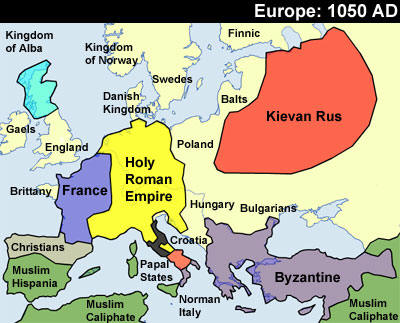 Europe: 1050 AD
Kingdom
of Alba
Kingdom
of Norway
Finnic
Swedes
Danish
Kingdom
Balts
Kievan Rus
Gaels
England
Poland
Holy
Roman
Empire
Brittany
France
Hungary
Bulgarians
Christians
Croatia
Muslim
Hispania
Papal
States
Byzantine
Norman
Italy
Muslim Caliphate
Muslim
Caliphate